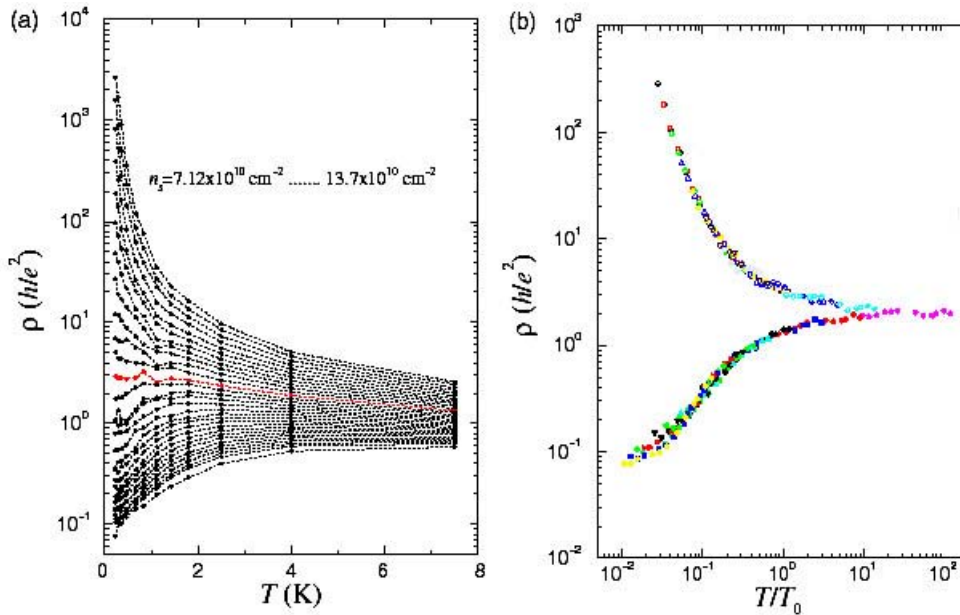 (a)
10^4
10^3
10^2
10^1
10^0
10^-1
ρ (h/e^2)
n_s=7.12x10^10 cm^-2 ........ 13.7x10^10 cm^-2
0 2 4 6 8
T (K)
(b)
10^3
10^2
10^1
10^0
10^-1
10^-2
ρ (h/e^2)
10^-2 10^-1 10^0 10^1 10^2
T/T_0